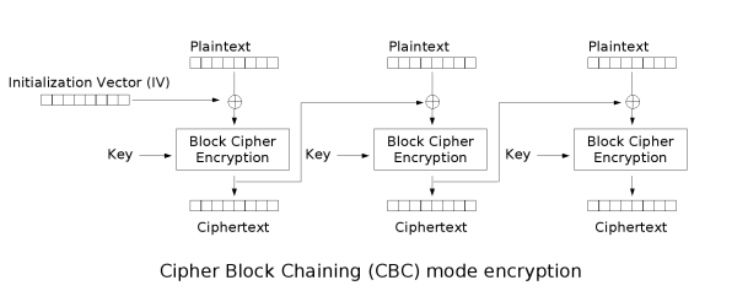 Plaintext
Plaintext
Plaintext
Initialization Vector (IV)
Key
Block Cipher
Encryption
Key
Block Cipher
Encryption
Key
Block Cipher
Encryption
Ciphertext
Ciphertext
Ciphertext
Cipher Block Chaining (CBC) mode encryption